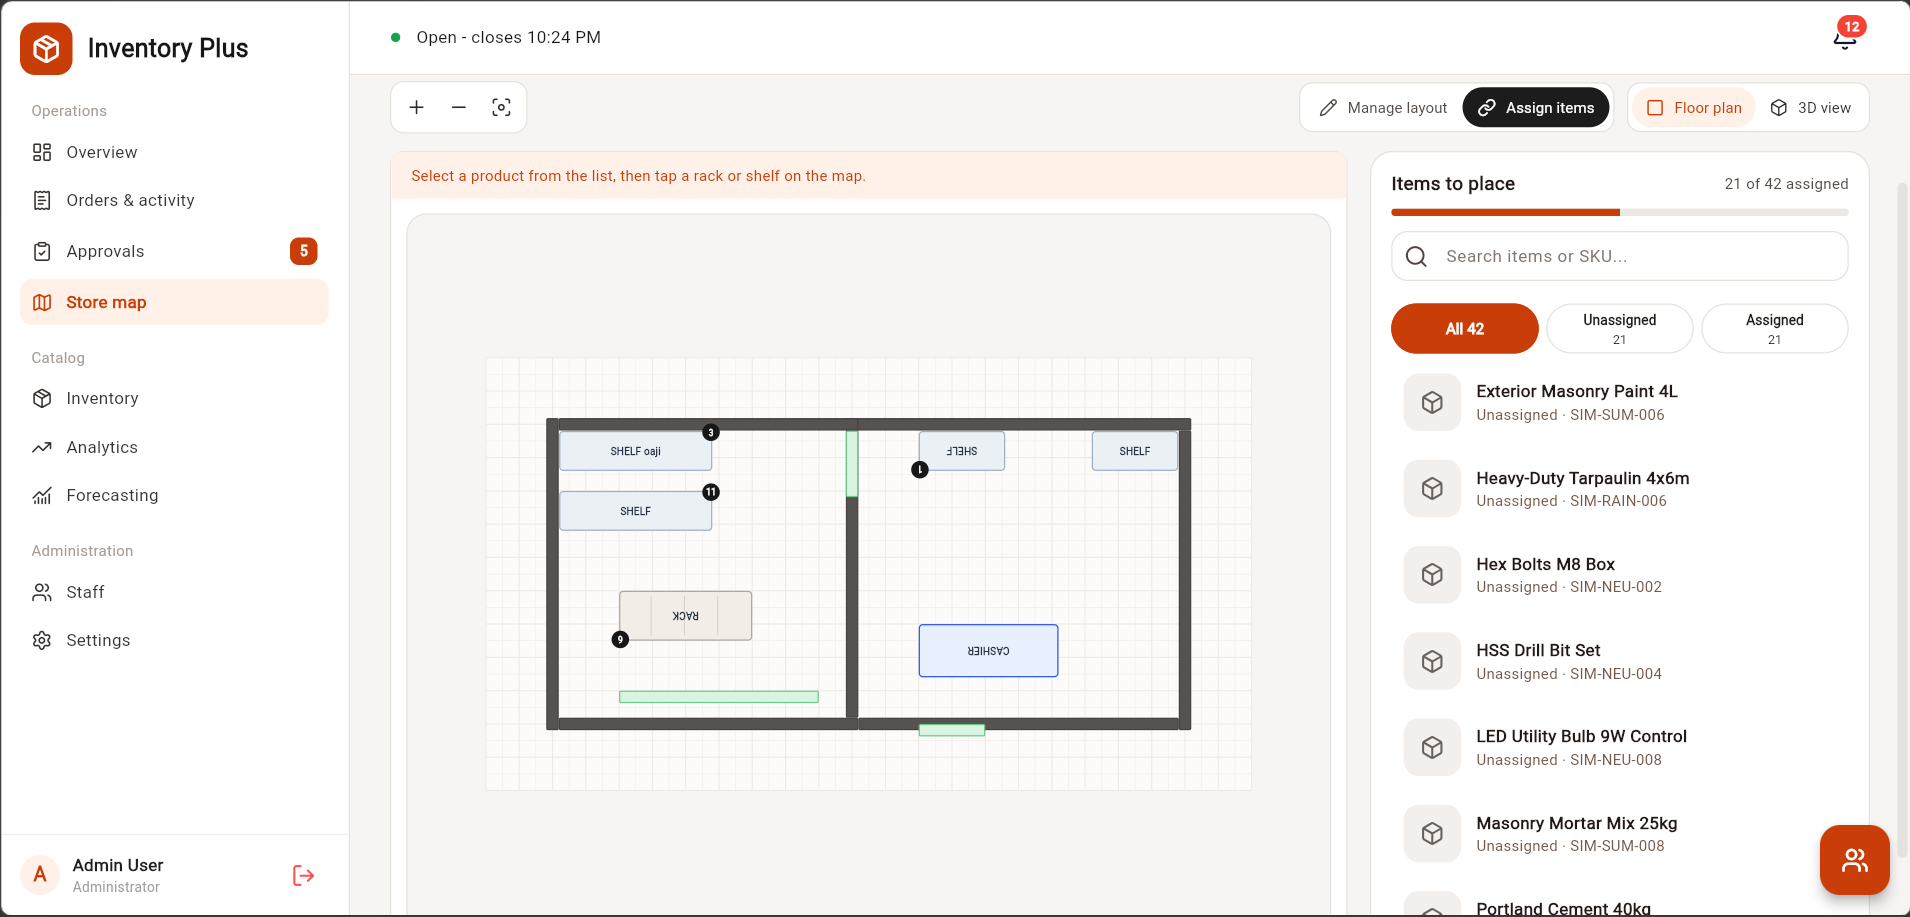 Inventory Plus
Open - closes 10:24 PM
12
Operations
Overview
Orders & activity
Approvals
5
Store map
Catalog
Inventory
Analytics
Forecasting
Administration
Staff
Settings
A
Admin User
Administrator
Manage layout
Assign items
Floor plan
3D view
Select a product from the list, then tap a rack or shelf on the map.
SHELF oaji
3
SHELF
1
SHELF
SHELF
11
RACK
9
CASHIER
Items to place
21 of 42 assigned
Search items or SKU...
All 42
Unassigned
21
Assigned
21
Exterior Masonry Paint 4L
Unassigned · SIM-SUM-006
Heavy-Duty Tarpaulin 4x6m
Unassigned · SIM-RAIN-006
Hex Bolts M8 Box
Unassigned · SIM-NEU-002
HSS Drill Bit Set
Unassigned · SIM-NEU-004
LED Utility Bulb 9W Control
Unassigned · SIM-NEU-008
Masonry Mortar Mix 25kg
Unassigned · SIM-SUM-008
Portland Cement 40kg